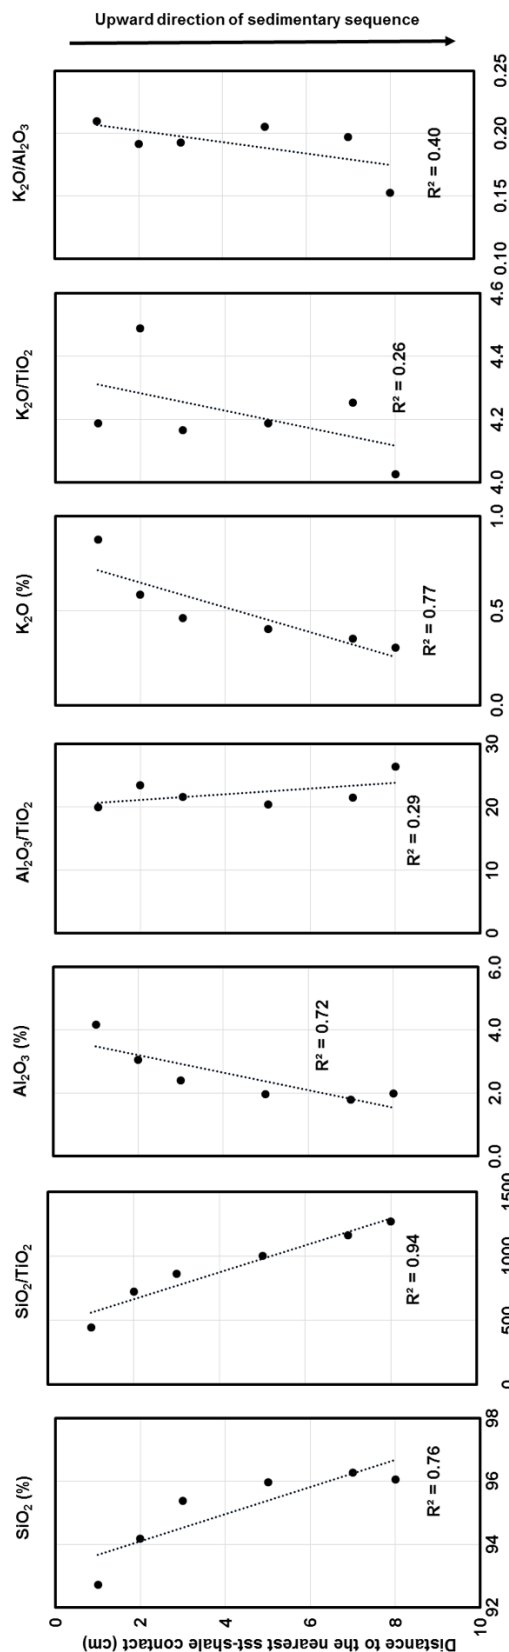 Upward direction of sedimentary sequence
K₂O/Al₂O₃
R² = 0.40
0.10 0.15 0.20 0.25
K₂O/TiO₂
R² = 0.26
4.0 4.2 4.4 4.6
K₂O (%)
R² = 0.77
0.0 0.5 1.0
Al₂O₃/TiO₂
R² = 0.29
0 10 20 30
Al₂O₃ (%)
R² = 0.72
0.0 2.0 4.0 6.0
SiO₂/TiO₂
R² = 0.94
0 500 1000 1500
SiO₂ (%)
R² = 0.76
92 94 96 98
0 2 4 6 8 10
Distance to the nearest sst-shale contact (cm)